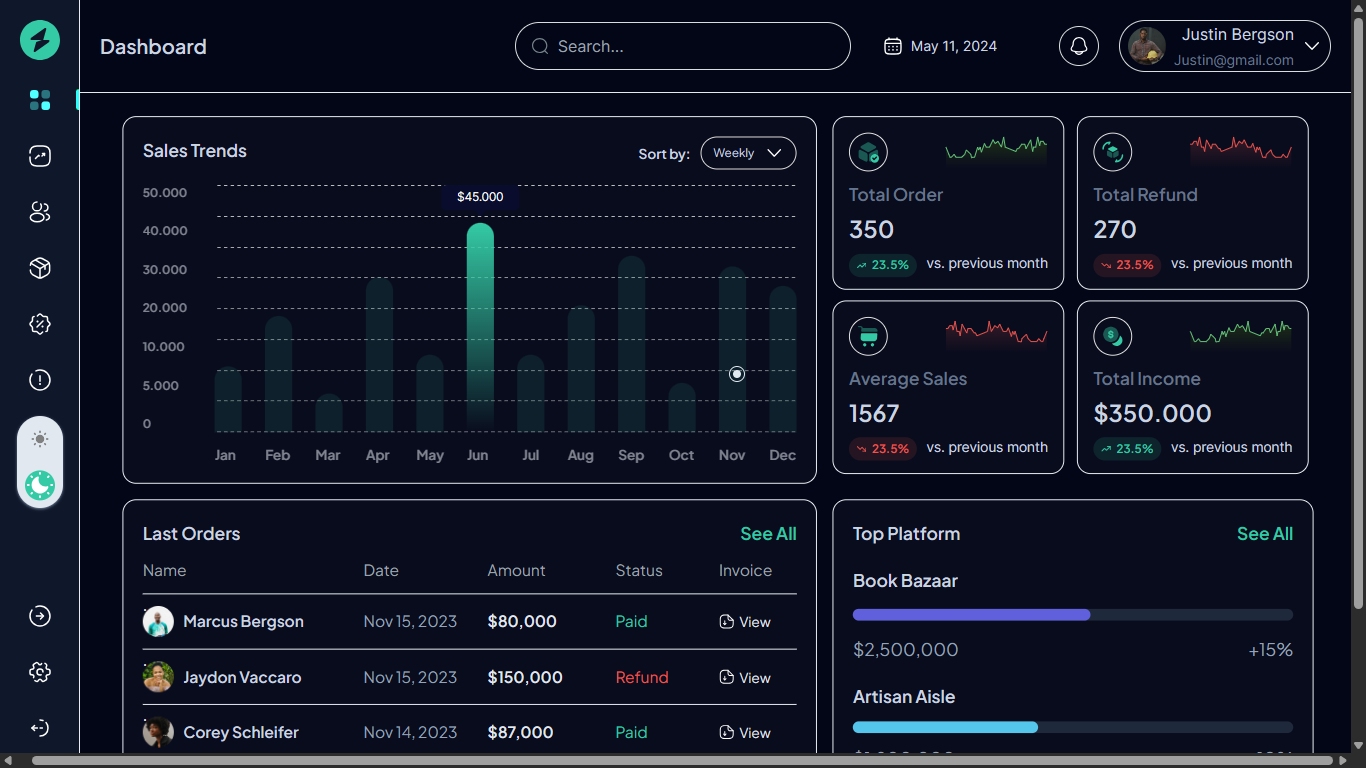 Dashboard
Search...
May 11, 2024
Justin Bergson
Justin@gmail.com
Sales Trends
Sort by:
Weekly
50.000
40.000
30.000
20.000
10.000
5.000
0
$45.000
Jan Feb Mar Apr May Jun Jul Aug Sep Oct Nov Dec
Total Order
350
23.5% vs. previous month
Total Refund
270
23.5% vs. previous month
Average Sales
1567
23.5% vs. previous month
Total Income
$350.000
23.5% vs. previous month
Last Orders See All
Name Date Amount Status Invoice
Marcus Bergson Nov 15, 2023 $80,000 Paid View
Jaydon Vaccaro Nov 15, 2023 $150,000 Refund View
Corey Schleifer Nov 14, 2023 $87,000 Paid View
Top Platform See All
Book Bazaar
$2,500,000 +15%
Artisan Aisle